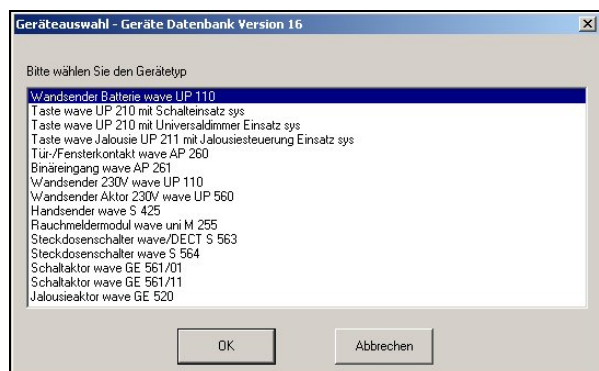 Geräteauswahl - Geräte Datenbank Version 16
Bitte wählen Sie den Gerätetyp
Wandsender Batterie wave UP 110
Taste wave UP 210 mit Schalteinsatz sys
Taste wave UP 210 mit Universaldimmer Einsatz sys
Taste wave Jalousie UP 211 mit Jalousiesteuerung Einsatz sys
Tür-/Fensterkontakt wave AP 260
Binäreingang wave AP 261
Wandsender 230V wave UP 110
Wandsender Aktor 230V wave UP 560
Handsender wave S 425
Rauchmeldermodul wave uni M 255
Steckdosenschalter wave/DECT S 563
Steckdosenschalter wave S 564
Schaltaktor wave GE 561/01
Schaltaktor wave GE 561/11
Jalousieaktor wave GE 520
OK
Abbrechen